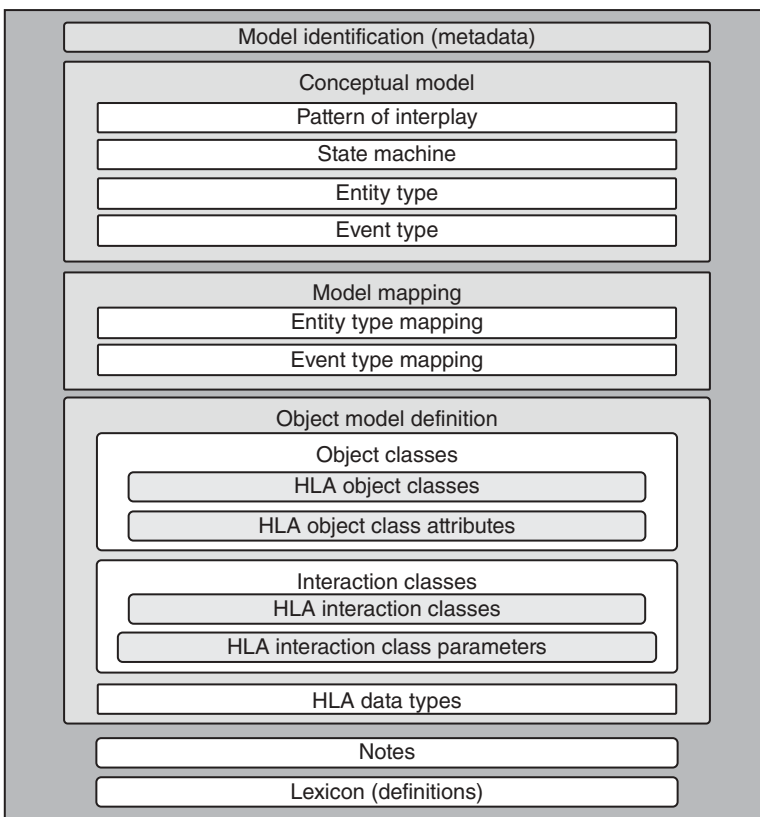 Model identification (metadata)
Conceptual model
Pattern of interplay
State machine
Entity type
Event type
Model mapping
Entity type mapping
Event type mapping
Object model definition
Object classes
HLA object classes
HLA object class attributes
Interaction classes
HLA interaction classes
HLA interaction class parameters
HLA data types
Notes
Lexicon (definitions)